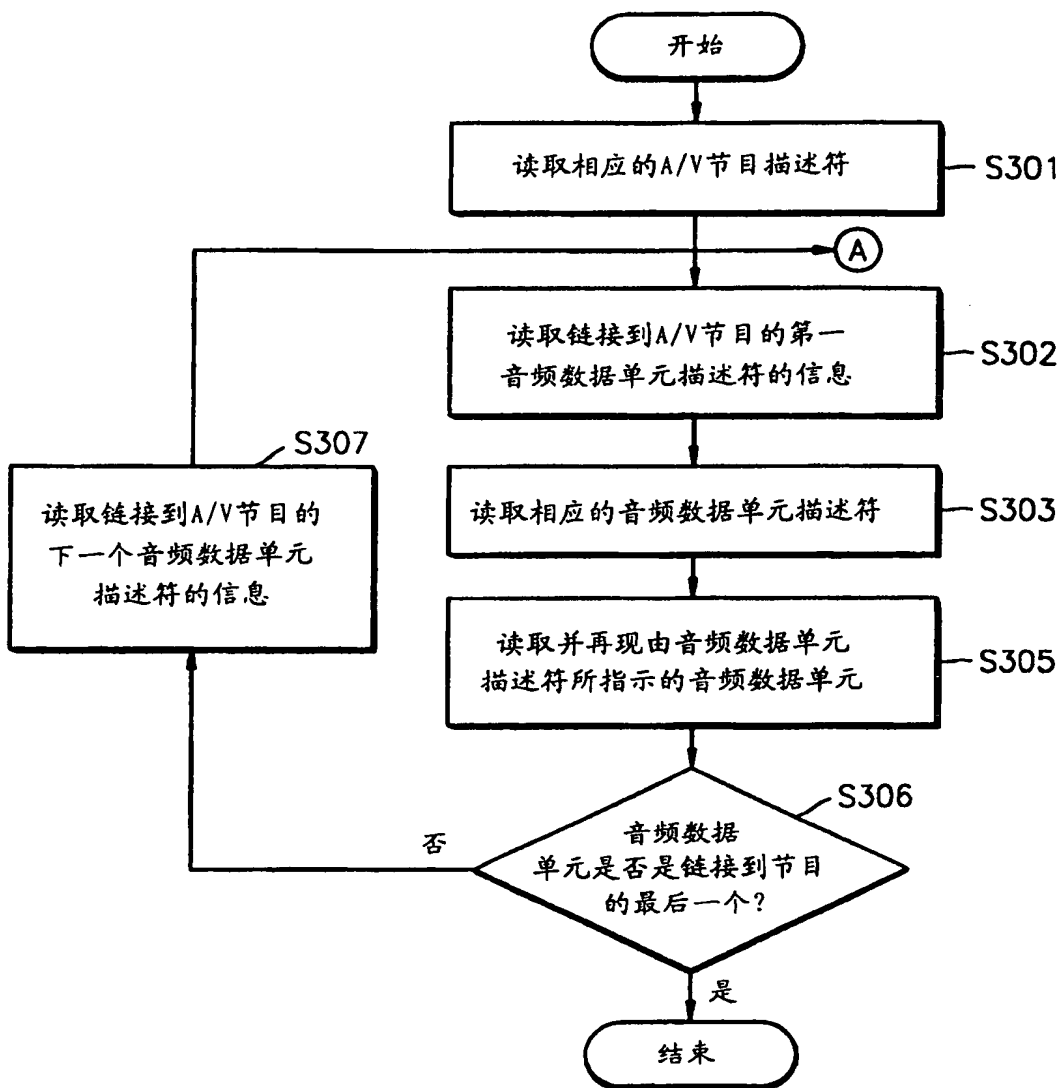 开始
读取相应的A/V节目描述符
S301
A
读取链接到A/V节目的第一
音频数据单元描述符的信息
S302
S307
读取链接到A/V节目的
下一个音频数据单元
描述符的信息
读取相应的音频数据单元描述符
S303
读取并再现由音频数据单元
描述符所指示的音频数据单元
S305
S306
音频数据
单元是否是链接到节目
的最后一个?
否
是
结束